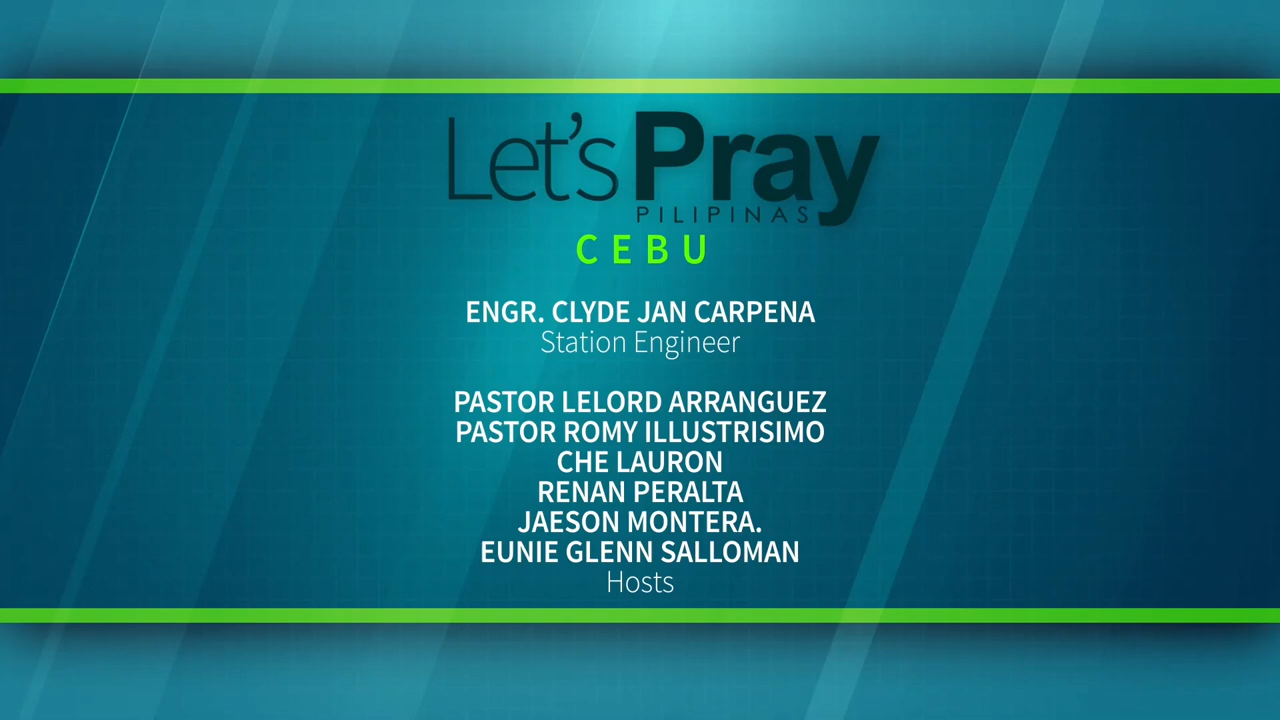 Let's Pray
PILIPINAS
CEBU
ENGR. CLYDE JAN CARPENA
Station Engineer
PASTOR LELORD ARRANGUEZ
PASTOR ROMY ILLUSTRISIMO
CHE LAURON
RENAN PERALTA
JAESON MONTERA.
EUNIE GLENN SALLOMAN
Hosts